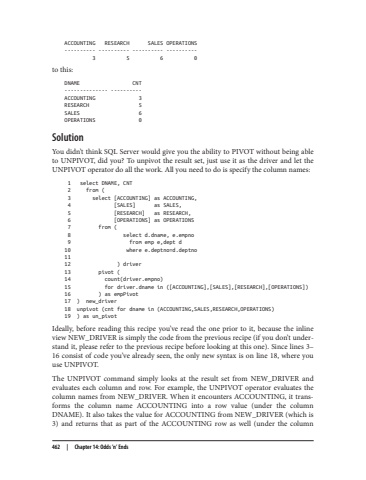 ACCOUNTING RESEARCH SALES OPERATIONS
---------- ---------- ---------- ----------
3 5 6 0
to this:
DNAME CNT
-------------- ----------
ACCOUNTING 3
RESEARCH 5
SALES 6
OPERATIONS 0
Solution
You didn't think SQL Server would give you the ability to PIVOT without being able
to UNPIVOT, did you? To unpivot the result set, just use it as the driver and let the
UNPIVOT operator do all the work. All you need to do is specify the column names:
1 select DNAME, CNT
2 from (
3 select [ACCOUNTING] as ACCOUNTING,
4 [SALES] as SALES,
5 [RESEARCH] as RESEARCH,
6 [OPERATIONS] as OPERATIONS
7 from (
8 select d.dname, e.empno
9 from emp e,dept d
10 where e.deptno=d.deptno
11
12 ) driver
13 pivot (
14 count(driver.empno)
15 for driver.dname in ([ACCOUNTING],[SALES],[RESEARCH],[OPERATIONS])
16 ) as empPivot
17 ) new_driver
18 unpivot (cnt for dname in (ACCOUNTING,SALES,RESEARCH,OPERATIONS)
19 ) as un_pivot
Ideally, before reading this recipe you've read the one prior to it, because the inline
view NEW_DRIVER is simply the code from the previous recipe (if you don't under-
stand it, please refer to the previous recipe before looking at this one). Since lines 3–
16 consist of code you've already seen, the only new syntax is on line 18, where you
use UNPIVOT.
The UNPIVOT command simply looks at the result set from NEW_DRIVER and
evaluates each column and row. For example, the UNPIVOT operator evaluates the
column names from NEW_DRIVER. When it encounters ACCOUNTING, it trans-
forms the column name ACCOUNTING into a row value (under the column
DNAME). It also takes the value for ACCOUNTING from NEW_DRIVER (which is
3) and returns that as part of the ACCOUNTING row as well (under the column
462 | Chapter 14: Odds 'n' Ends